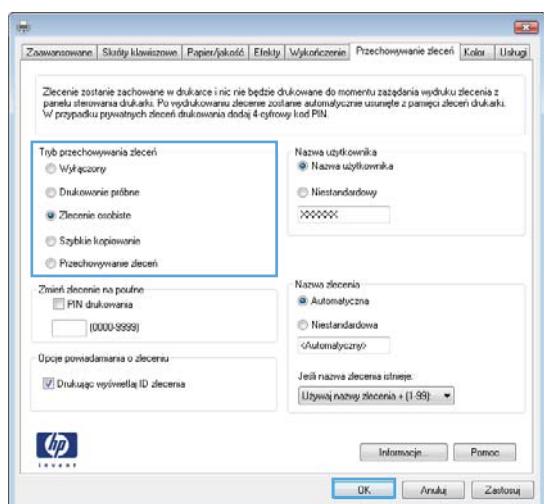 Zaawansowane Skróty klawiszowe Papier/jakość Efekty Wykończenie Przechowywanie zleceń Kolor Usługi
Zlecenie zostanie zachowane w drukarce i nic nie będzie drukowane do momentu zażądania wydruku zlecenia z
panelu sterowania drukarki. Po wydrukowaniu zlecenie zostanie automatycznie usunięte z pamięci zleceń drukarki.
W przypadku prywatnych zleceń drukowania dodaj 4-cyfrowy kod PIN.
Tryb przechowywania zleceń
Wyłączony
Drukowanie próbne
Zlecenie osobiste
Szybkie kopiowanie
Przechowywanie zleceń
Nazwa użytkownika
Nazwa użytkownika
Niestandardowy
XXXXXX
Zmień zlecenie na poufne
PIN drukowania
(0000-9999)
Nazwa zlecenia
Automatyczna
Niestandardowa
<Automatyczny>
Opcje powiadamiania o zleceniu
Drukując wyświetlaj ID zlecenia
Jeśli nazwa zlecenia istnieje:
Używaj nazwy zlecenia + (1-99):
hp
invent
Informacje... Pomoc
OK Anuluj Zastosuj